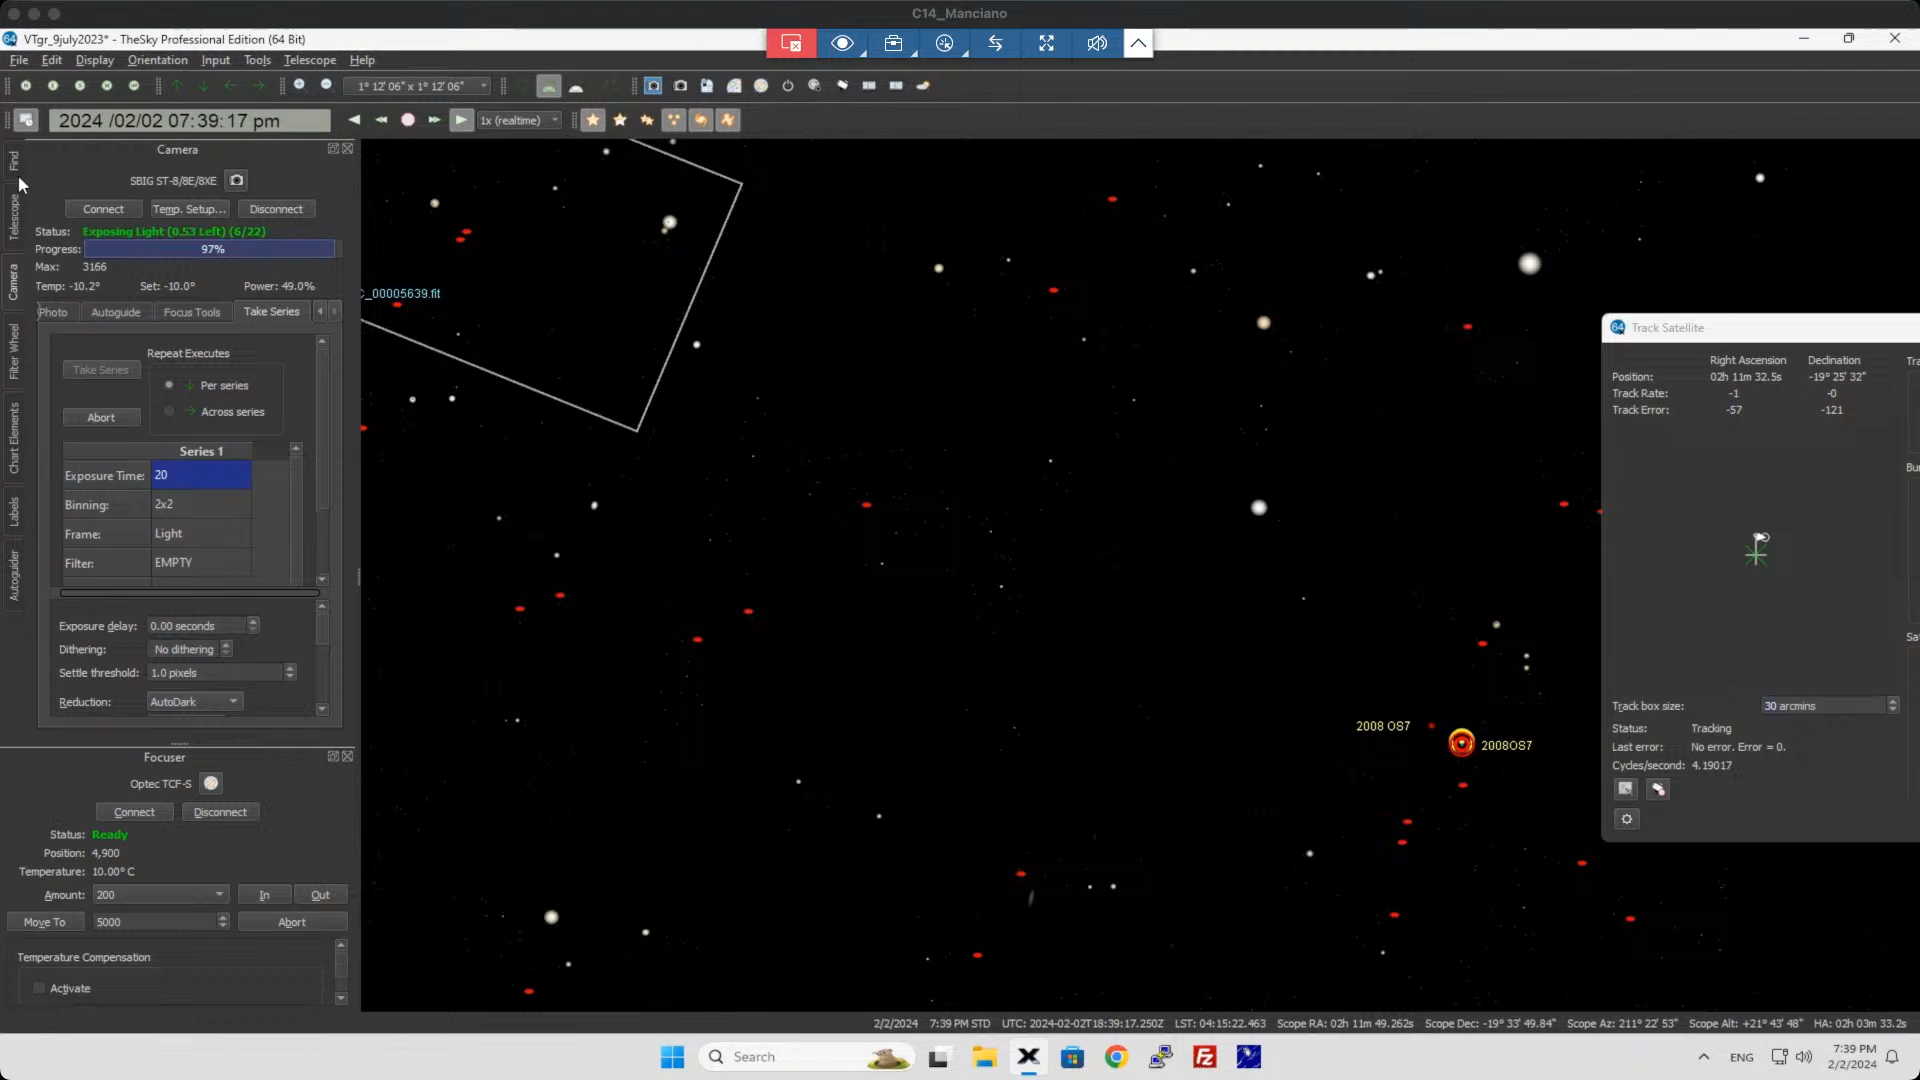 C14_Manciano
VTgr_9july2023* - TheSky Professional Edition (64 Bit)
File Edit Display Orientation Input Tools Telescope Help
1° 12' 06" x 1° 12' 06"
2024 /02/02 07:39:17 pm
1x (realtime)
Find
Telescope
Camera
Filter Wheel
Chart Elements
Labels
Autoguider
Camera
SBIG ST-8/8E/8XE
Connect Temp. Setup... Disconnect
Status: Exposing Light (0.53 Left) (6/22)
Progress: 97%
Max: 3166
Temp: -10.2° Set: -10.0° Power: 49.0%
Photo Autoguide Focus Tools Take Series
Repeat Executes
Take Series
Per series
Across series
Abort
Series 1
Exposure Time: 20
Binning: 2x2
Frame: Light
Filter: EMPTY
Exposure delay: 0.00 seconds
Dithering: No dithering
Settle threshold: 1.0 pixels
Reduction: AutoDark
Focuser
Optec TCF-S
Connect Disconnect
Status: Ready
Position: 4,900
Temperature: 10.00° C
Amount: 200 In Out
Move To 5000 Abort
Temperature Compensation
Activate
C_00005639.fit
2008 OS7
2008OS7
64 Track Satellite
Right Ascension Declination
Position: 02h 11m 32.5s -19° 25' 32"
Track Rate: -1 -0
Track Error: -57 -121
Tra
Bu
Sa
Track box size: 30 arcmins
Status: Tracking
Last error: No error. Error = 0.
Cycles/second: 4.19017
2/2/2024 7:39 PM STD UTC: 2024-02-02T18:39:17.250Z LST: 04:15:22.463 Scope RA: 02h 11m 49.262s Scope Dec: -19° 33' 49.84" Scope Az: 211° 22' 53" Scope Alt: +21° 43' 48" HA: 02h 03m 33.2s
Search
ENG
7:39 PM
2/2/2024